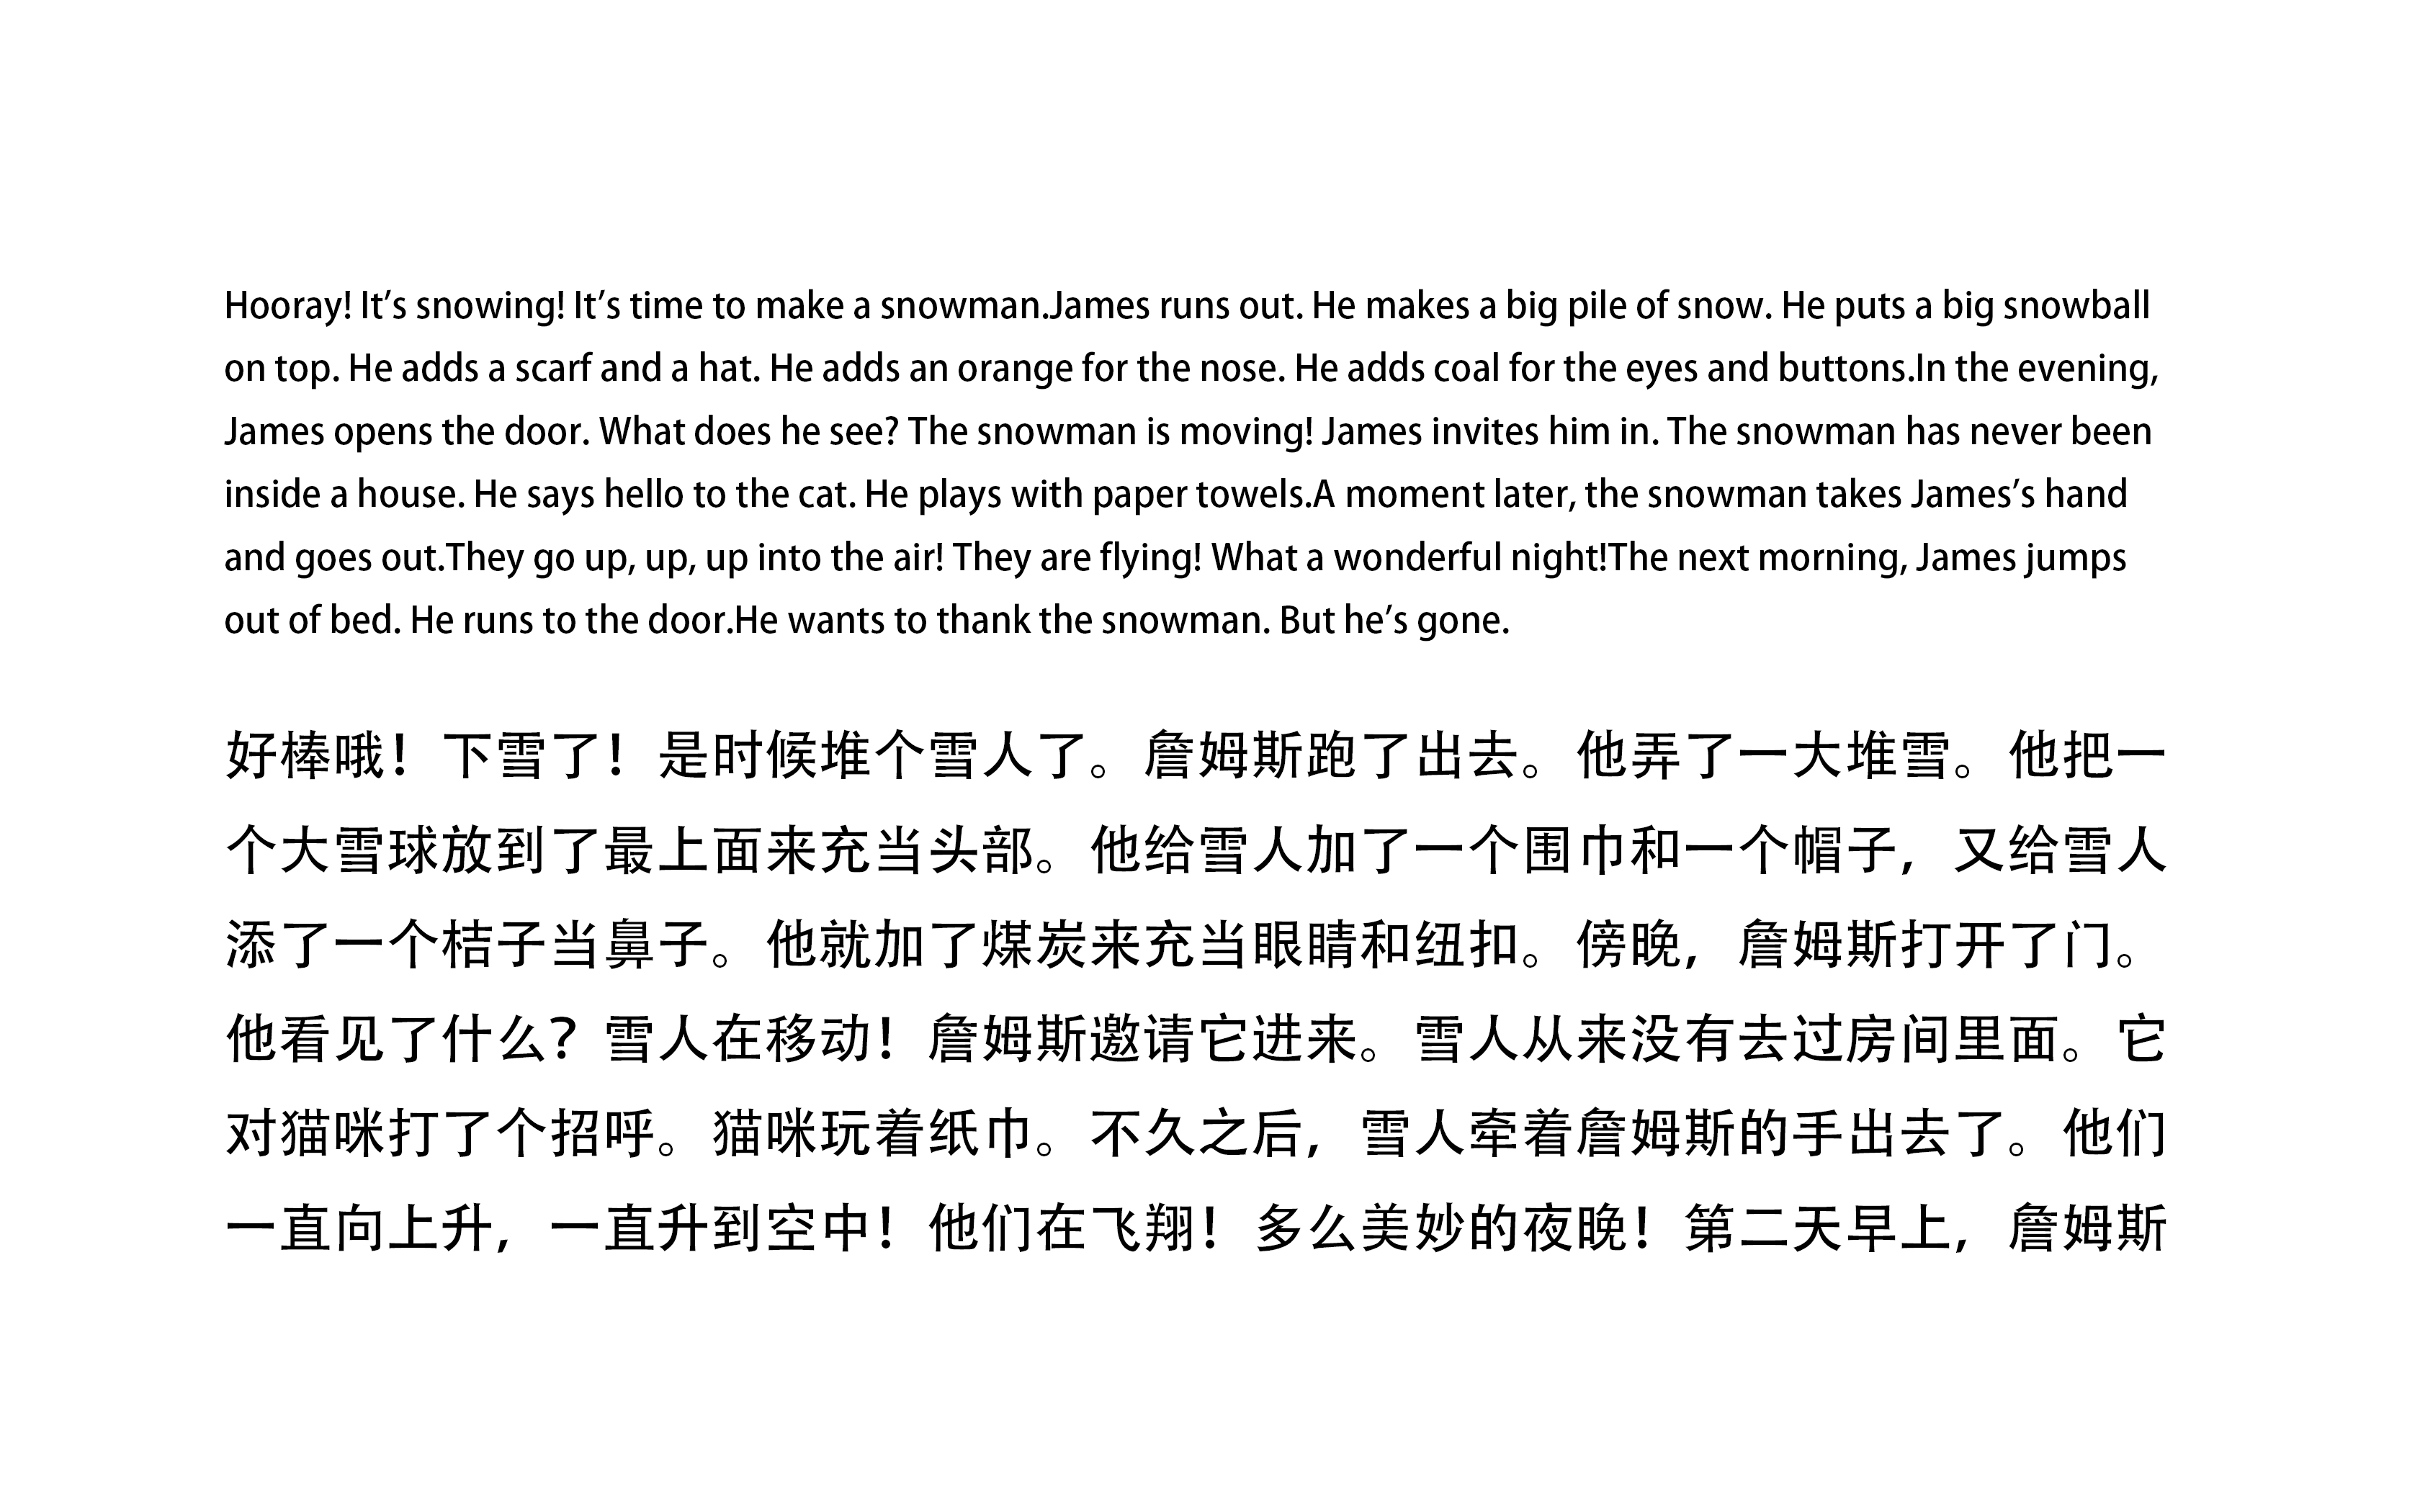 Hooray! It’s snowing! It’s time to make a snowman.James runs out. He makes a big pile of snow. He puts a big snowball
on top. He adds a scarf and a hat. He adds an orange for the nose. He adds coal for the eyes and buttons.In the evening,
James opens the door. What does he see? The snowman is moving! James invites him in. The snowman has never been
inside a house. He says hello to the cat. He plays with paper towels.A moment later, the snowman takes James’s hand
and goes out.They go up, up, up into the air! They are flying! What a wonderful night!The next morning, James jumps
out of bed. He runs to the door.He wants to thank the snowman. But he’s gone.
好棒哦！下雪了！是时候堆个雪人了。詹姆斯跑了出去。他弄了一大堆雪。他把一
个大雪球放到了最上面来充当头部。他给雪人加了一个围巾和一个帽子，又给雪人
添了一个桔子当鼻子。他就加了煤炭来充当眼睛和纽扣。傍晚，詹姆斯打开了门。
他看见了什么？雪人在移动！詹姆斯邀请它进来。雪人从来没有去过房间里面。它
对猫咪打了个招呼。猫咪玩着纸巾。不久之后，雪人牵着詹姆斯的手出去了。他们
一直向上升，一直升到空中！他们在飞翔！多么美妙的夜晚！第二天早上，詹姆斯